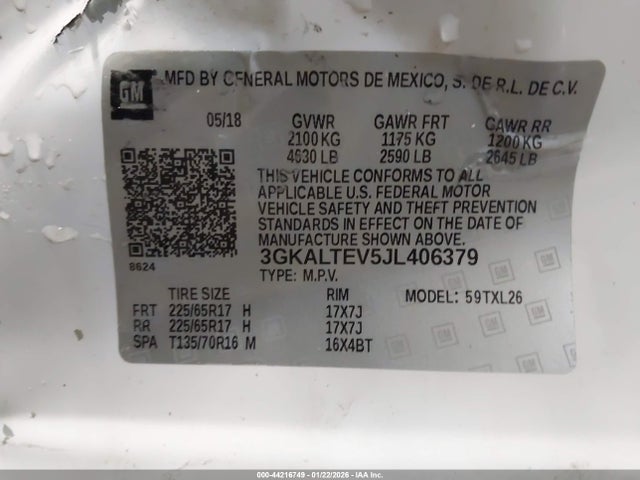 GM MFD BY GENERAL MOTORS DE MEXICO, S. DE R.L. DE C.V.
05/18 GVWR GAWR FRT GAWR RR
2100 KG 1175 KG 1200 KG
4630 LB 2590 LB 2645 LB
THIS VEHICLE CONFORMS TO ALL
APPLICABLE U.S. FEDERAL MOTOR
VEHICLE SAFETY AND THEFT PREVENTION
STANDARDS IN EFFECT ON THE DATE OF
MANUFACTURE SHOWN ABOVE.
8624 3GKALTEV5JL406379
TYPE: M.P.V.
TIRE SIZE RIM MODEL: 59TXL26
FRT 225/65R17 H 17X7J
RR 225/65R17 H 17X7J
SPA T135/70R16 M 16X4BT
000-44216749 - 01/22/2026 - IAAI.COM